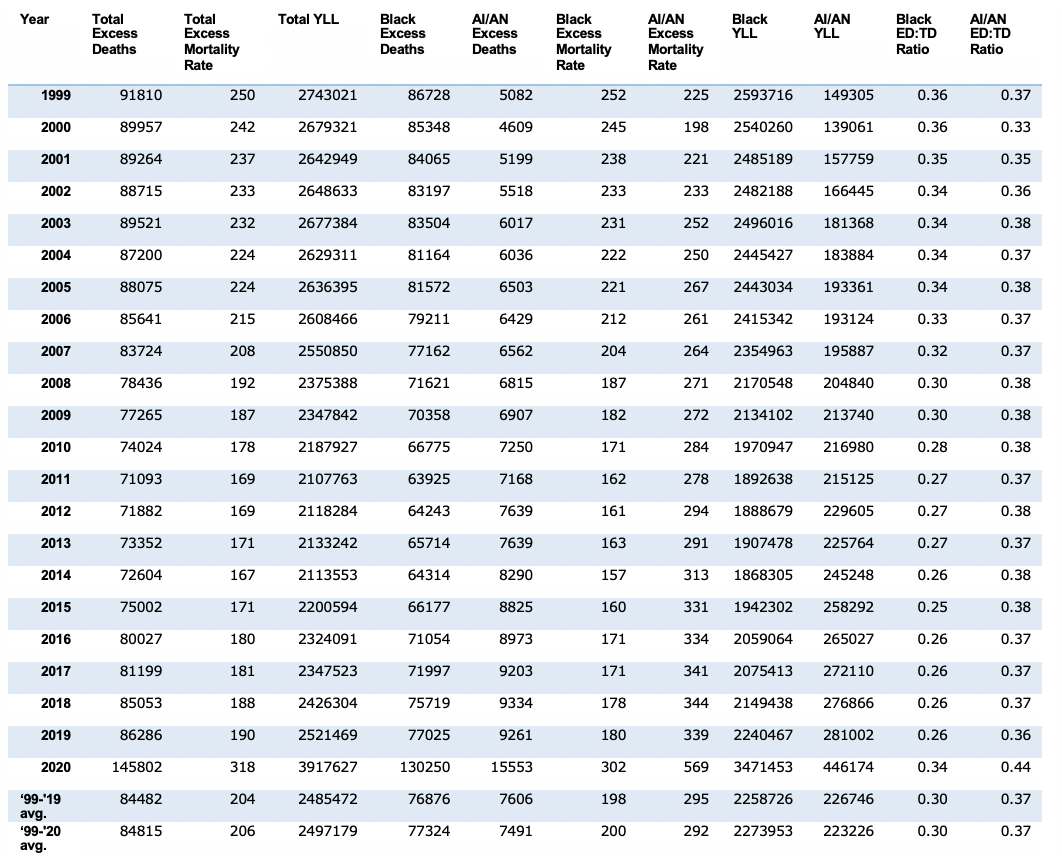 Year Total Excess Deaths Total Excess Mortality Rate Total YLL Black Excess Deaths AI/AN Excess Deaths Black Excess Mortality Rate AI/AN Excess Mortality Rate Black YLL AI/AN YLL Black ED:TD Ratio AI/AN ED:TD Ratio
1999 91810 250 2743021 86728 5082 252 225 2593716 149305 0.36 0.37
2000 89957 242 2679321 85348 4609 245 198 2540260 139061 0.36 0.33
2001 89264 237 2642949 84065 5199 238 221 2485189 157759 0.35 0.35
2002 88715 233 2648633 83197 5518 233 233 2482188 166445 0.34 0.36
2003 89521 232 2677384 83504 6017 231 252 2496016 181368 0.34 0.38
2004 87200 224 2629311 81164 6036 222 250 2445427 183884 0.34 0.37
2005 88075 224 2636395 81572 6503 221 267 2443034 193361 0.34 0.38
2006 85641 215 2608466 79211 6429 212 261 2415342 193124 0.33 0.37
2007 83724 208 2550850 77162 6562 204 264 2354963 195887 0.32 0.37
2008 78436 192 2375388 71621 6815 187 271 2170548 204840 0.30 0.38
2009 77265 187 2347842 70358 6907 182 272 2134102 213740 0.30 0.38
2010 74024 178 2187927 66775 7250 171 284 1970947 216980 0.28 0.38
2011 71093 169 2107763 63925 7168 162 278 1892638 215125 0.27 0.37
2012 71882 169 2118284 64243 7639 161 294 1888679 229605 0.27 0.38
2013 73352 171 2133242 65714 7639 163 291 1907478 225764 0.27 0.37
2014 72604 167 2113553 64314 8290 157 313 1868305 245248 0.26 0.38
2015 75002 171 2200594 66177 8825 160 331 1942302 258292 0.25 0.38
2016 80027 180 2324091 71054 8973 171 334 2059064 265027 0.26 0.37
2017 81199 181 2347523 71997 9203 171 341 2075413 272110 0.26 0.37
2018 85053 188 2426304 75719 9334 178 344 2149438 276866 0.26 0.37
2019 86286 190 2521469 77025 9261 180 339 2240467 281002 0.26 0.36
2020 145802 318 3917627 130250 15553 302 569 3471453 446174 0.34 0.44
‘99-'19 avg. 84482 204 2485472 76876 7606 198 295 2258726 226746 0.30 0.37
‘99-'20 avg. 84815 206 2497179 77324 7491 200 292 2273953 223226 0.30 0.37